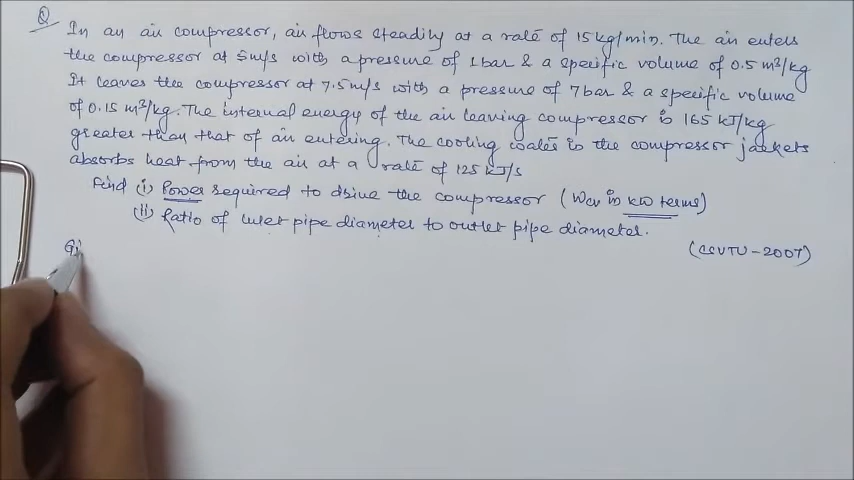 Q In an air compressor, air flows steadily at a rate of 15 kg/min. The air enters
the compressor at 5m/s with a pressure of 1 bar & a specific volume of 0.5 m³/kg
It leaves the compressor at 7.5 m/s with a pressure of 7 bar & a specific volume
of 0.15 m³/kg. The internal energy of the air leaving compressor is 165 kJ/kg
greater than that of air entering. The cooling water in the compressor jackets
absorbs heat from the air at a rate of 125 kJ/s
Find (i) Power required to drive the compressor (Wcv in kW terms)
(ii) Ratio of inlet pipe diameter to outlet pipe diameter.
(CSVTU - 2007)
Gi